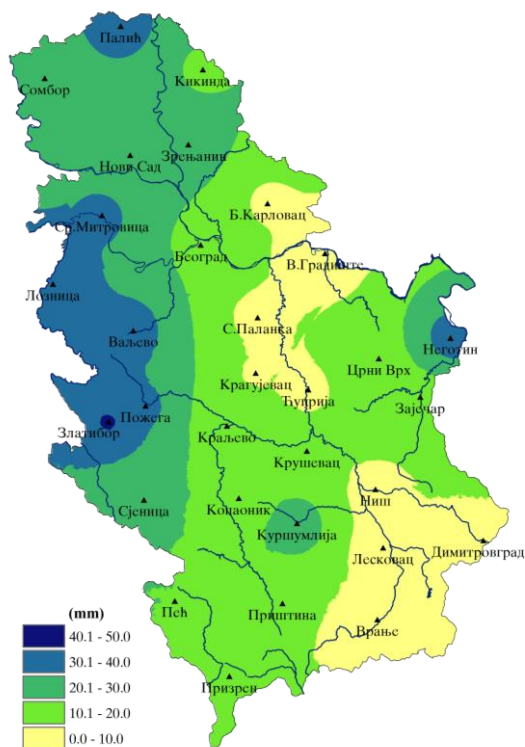 Палић
Кикинда
Сомбор
Зрењанин
Нови Сад
Б.Карловац
Ср.Митровица
Београд
В.Градиште
Лозница
С.Паланка
Ваљево
Неготин
Црни Врх
Крагујевац
Ћуприја
Зајечар
Пожега
Златибор
Краљево
Крушевац
Ниш
Копаоник
Сјеница
Куршумлија
Димитровград
Лесковац
Пећ
Приштина
Врање
Призрен
(mm)
40.1 - 50.0
30.1 - 40.0
20.1 - 30.0
10.1 - 20.0
0.0 - 10.0